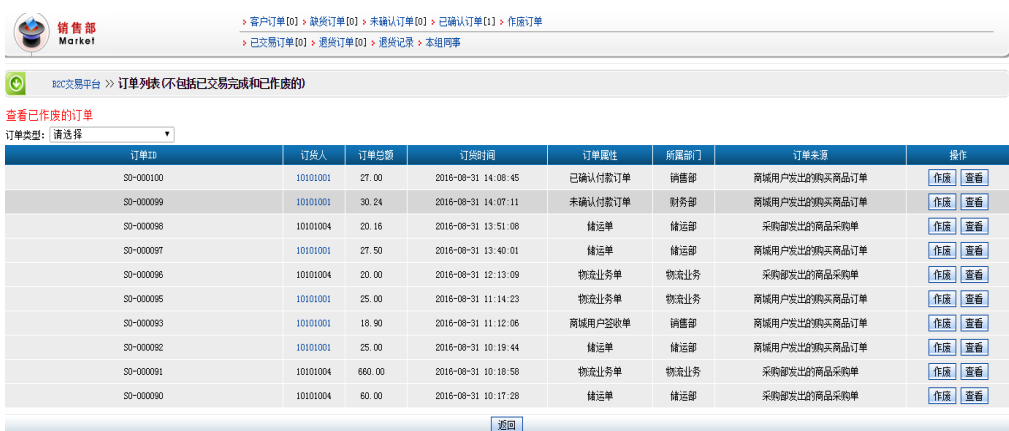 销售部
Market
> 客户订单[0] > 缺货订单[0] > 未确认订单[0] > 已确认订单[1] > 作废订单
> 已交易订单[0] > 退货订单[0] > 退货记录 > 本组同事
B2C交易平台 >> 订单列表(不包括已交易完成和已作废的)
查看已作废的订单
订单类型: 请选择
订单ID 订货人 订单总额 订货时间 订单属性 所属部门 订单来源 操作
SO-000100 10101001 27.00 2016-08-31 14:08:45 已确认付款订单 销售部 商城用户发出的购买商品订单 作废 查看
SO-000099 10101001 30.24 2016-08-31 14:07:11 未确认付款订单 财务部 商城用户发出的购买商品订单 作废 查看
SO-000098 10101004 20.16 2016-08-31 13:51:08 储运单 储运部 采购部发出的商品采购单 作废 查看
SO-000097 10101001 27.50 2016-08-31 13:40:01 储运单 储运部 商城用户发出的购买商品订单 作废 查看
SO-000096 10101004 20.00 2016-08-31 12:13:09 物流业务单 物流业务 采购部发出的商品采购单 作废 查看
SO-000095 10101001 25.00 2016-08-31 11:14:23 物流业务单 物流业务 商城用户发出的购买商品订单 作废 查看
SO-000093 10101001 18.90 2016-08-31 11:12:06 商城用户签收单 销售部 商城用户发出的购买商品订单 作废 查看
SO-000092 10101001 25.00 2016-08-31 10:19:44 储运单 储运部 商城用户发出的购买商品订单 作废 查看
SO-000091 10101004 660.00 2016-08-31 10:18:58 物流业务单 物流业务 采购部发出的商品采购单 作废 查看
SO-000090 10101004 60.00 2016-08-31 10:17:28 储运单 储运部 采购部发出的商品采购单 作废 查看
返回